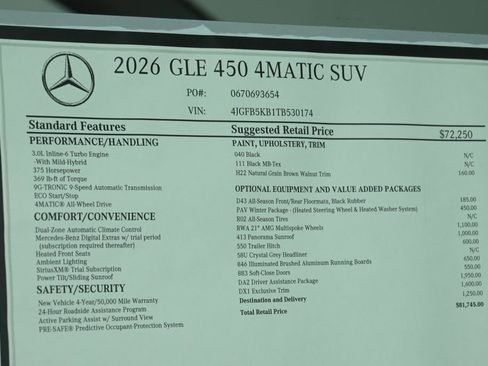 2026 GLE 450 4MATIC SUV
PO#: 0670693654
VIN: 4JGFB5KB1TB530174
Standard Features
PERFORMANCE/HANDLING
3.0L Inline-6 Turbo Engine
-With Mild-Hybrid
375 Horsepower
369 lb-ft of Torque
9G-TRONIC 9-Speed Automatic Transmission
ECO Start/Stop
4MATIC® All-Wheel Drive
COMFORT/CONVENIENCE
Dual-Zone Automatic Climate Control
Mercedes-Benz Digital Extras w/ trial period
(subscription required thereafter)
Heated Front Seats
Ambient Lighting
SiriusXM® Trial Subscription
Power Tilt/Sliding Sunroof
SAFETY/SECURITY
New Vehicle 4-Year/50,000 Mile Warranty
24-Hour Roadside Assistance Program
Active Parking Assist w/ Surround View
PRE-SAFE® Predictive Occupant-Protection System
Suggested Retail Price $72,250
PAINT, UPHOLSTERY, TRIM
040 Black N/C
111 Black MB-Tex N/C
H22 Natural Grain Brown Walnut Trim 160.00
OPTIONAL EQUIPMENT AND VALUE ADDED PACKAGES
D43 All-Season Front/Rear Floormats, Black Rubber 185.00
PAV Winter Package - (Heated Steering Wheel & Heated Washer System) 450.00
R02 All-Season Tires N/C
RWA 21" AMG Multispoke Wheels 1,100.00
413 Panorama Sunroof 1,000.00
550 Trailer Hitch 600.00
58U Crystal Grey Headliner N/C
846 Illuminated Brushed Aluminum Running Boards 650.00
883 Soft-Close Doors 550.00
DA2 Driver Assistance Package 1,950.00
DX1 Exclusive Trim 1,600.00
Destination and Delivery 1,250.00
Total Retail Price $81,745.00